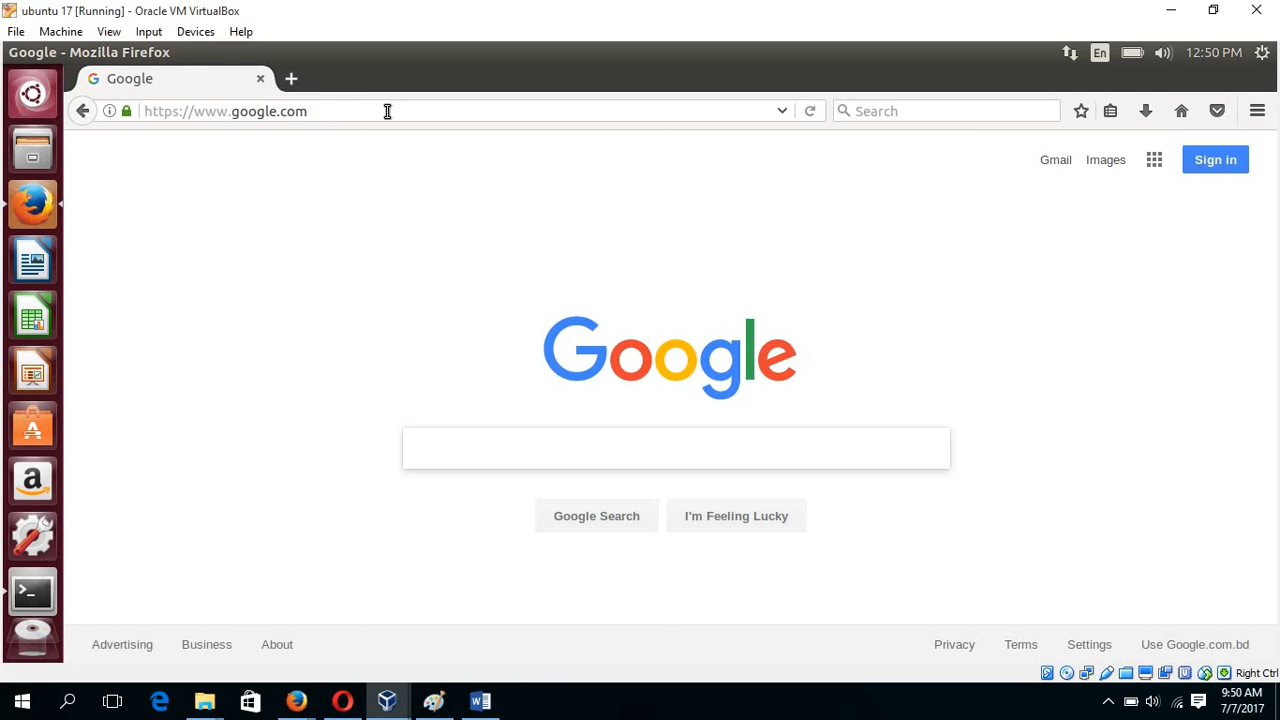 ubuntu 17 [Running] - Oracle VM VirtualBox
File Machine View Input Devices Help
Google - Mozilla Firefox En 12:50 PM
Google
https://www.google.com Search
Gmail Images Sign in
Google
Google Search I'm Feeling Lucky
Advertising Business About Privacy Terms Settings Use Google.com.bd
Right Ctrl
9:50 AM
7/7/2017